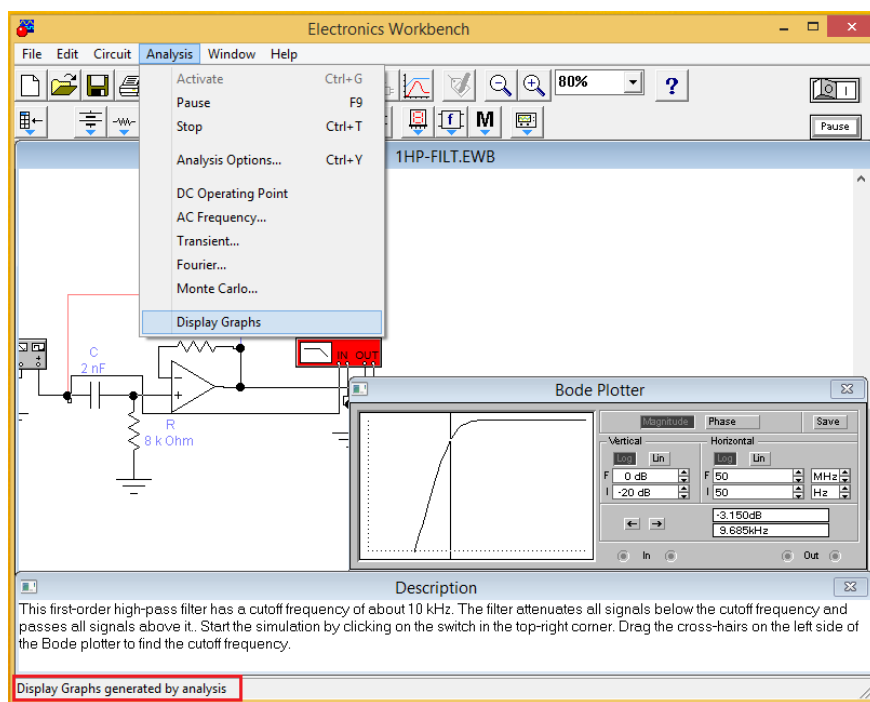 Electronics Workbench
File Edit Circuit Analysis Window Help
Activate Ctrl+G
Pause F9
Stop Ctrl+T
Analysis Options... Ctrl+Y
DC Operating Point
AC Frequency...
Transient...
Fourier...
Monte Carlo...
Display Graphs
80% ?
f M
Pause
1HP-FILT.EWB
C
2 nF
R
8 k Ohm
IN OUT
Bode Plotter
Magnitude Phase Save
Vertical Horizontal
Log Lin Log Lin
F 0 dB F 50 MHz
I -20 dB I 50 Hz
← →
-3.150dB
9.685kHz
In Out
Description
This first-order high-pass filter has a cutoff frequency of about 10 kHz. The filter attenuates all signals below the cutoff frequency and
passes all signals above it.. Start the simulation by clicking on the switch in the top-right corner. Drag the cross-hairs on the left side of
the Bode plotter to find the cutoff frequency.
Display Graphs generated by analysis